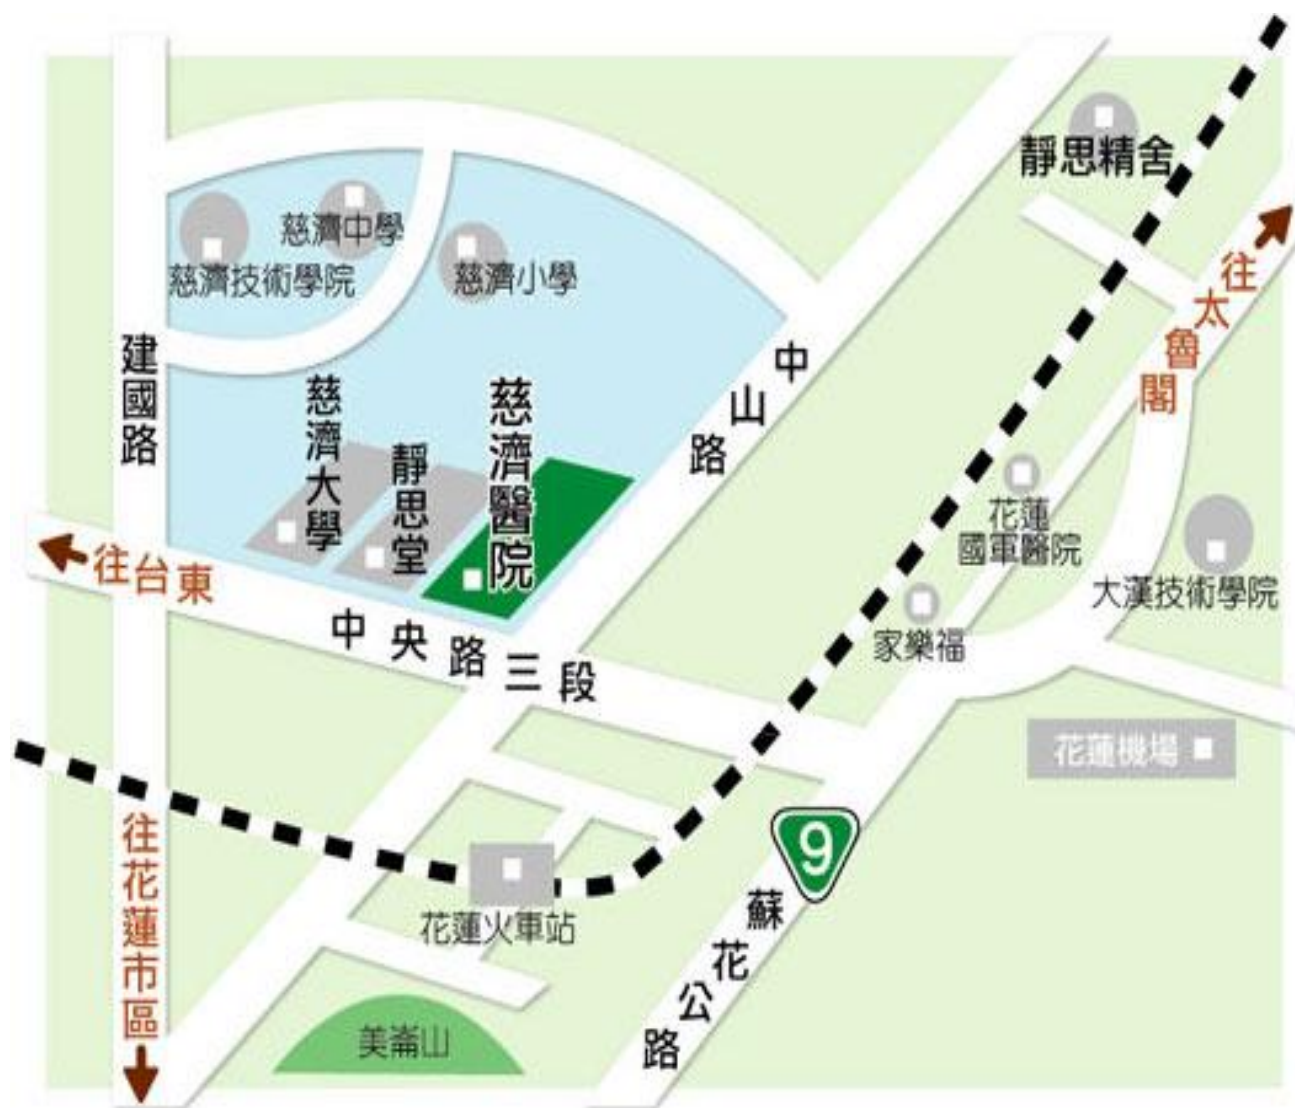 靜思精舍
慈濟中學
慈濟技術學院
慈濟小學
往太魯閣
建國路
中山路
慈濟大學
靜思堂
慈濟醫院
花蓮
國軍醫院
大漢技術學院
往台東
家樂福
中央路三段
花蓮機場
9
往花蓮市區
花蓮火車站
蘇花公路
美崙山